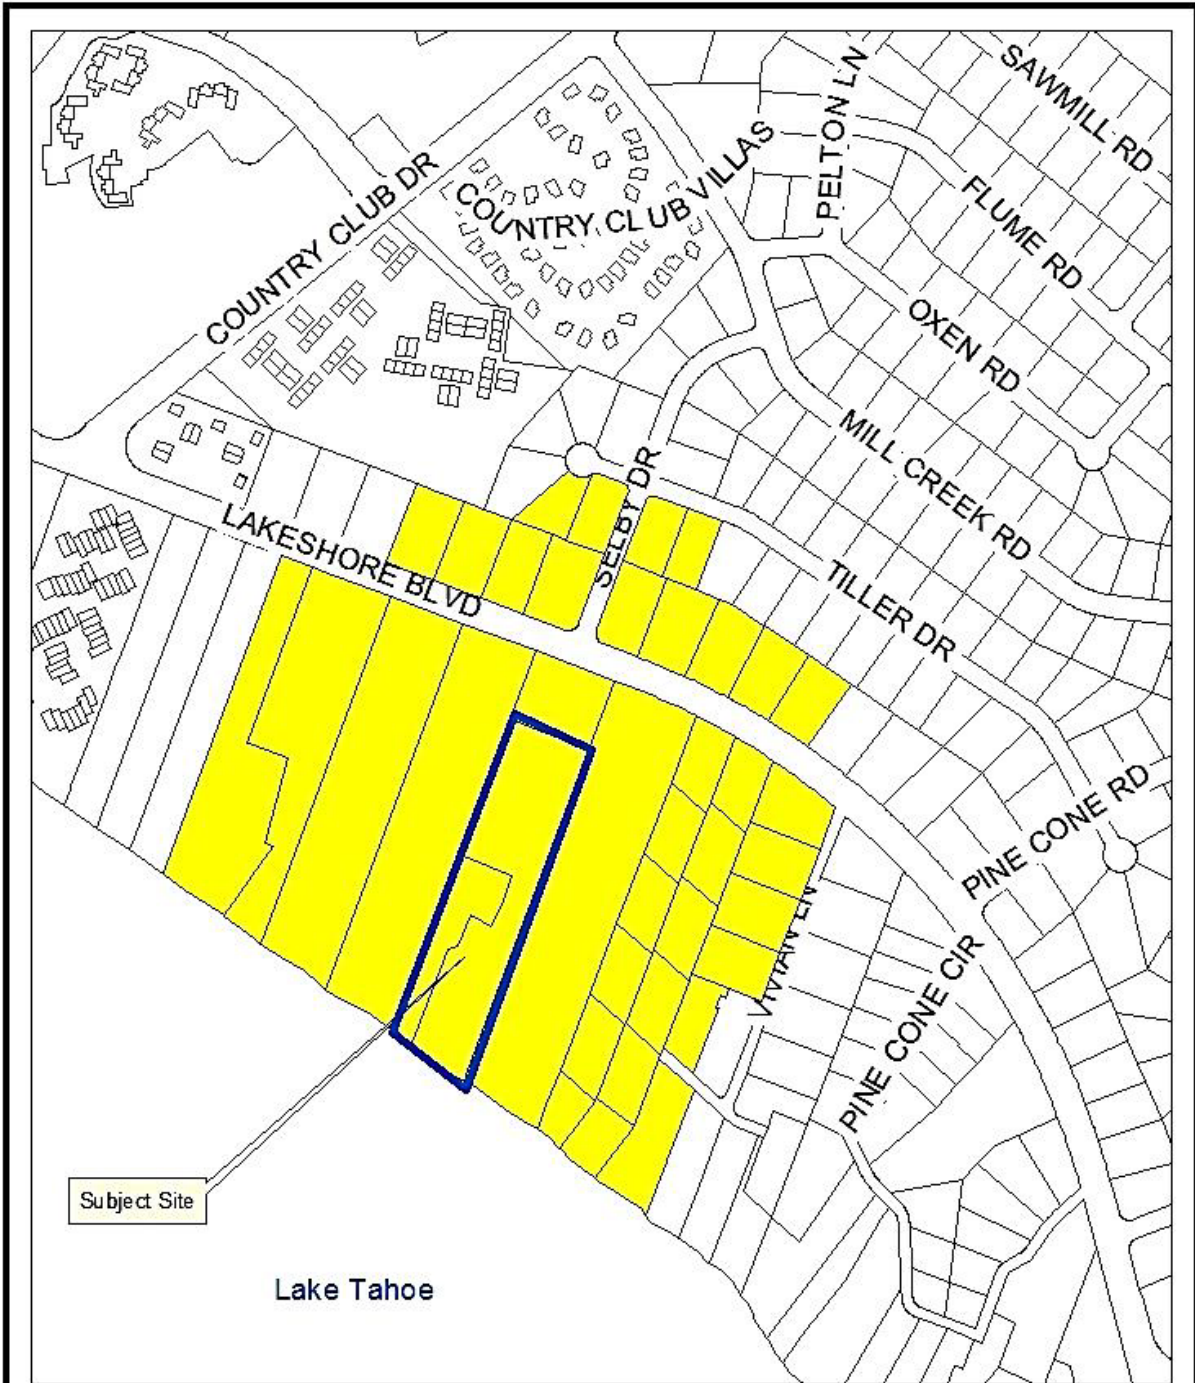 SAWMILL RD
PELTON LN
COUNTRY CLUB DR
COUNTRY CLUB VILLAS
FLUME RD
OXEN RD
MILL CREEK RD
SELBY DR
LAKESHORE BLVD
TILLER DR
PINE CONE RD
VIVIAN LN
PINE CONE CIR
Subject Site
Lake Tahoe